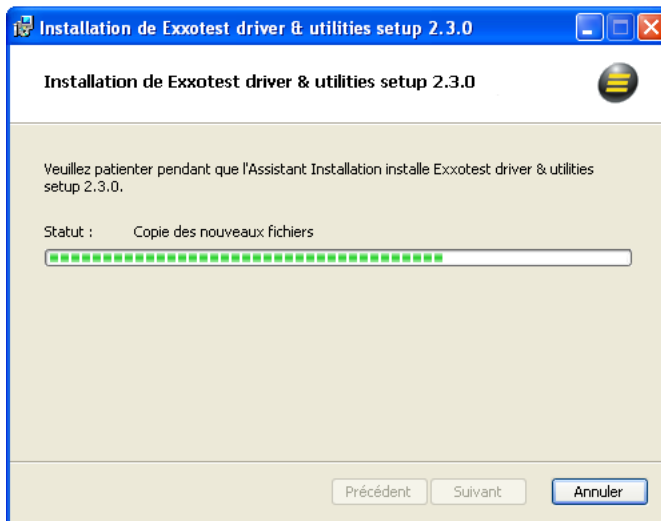 Installation de Exxotest driver & utilities setup 2.3.0
Installation de Exxotest driver & utilities setup 2.3.0
Veuillez patienter pendant que l'Assistant Installation installe Exxotest driver & utilities
setup 2.3.0.
Statut : Copie des nouveaux fichiers
Précédent Suivant Annuler